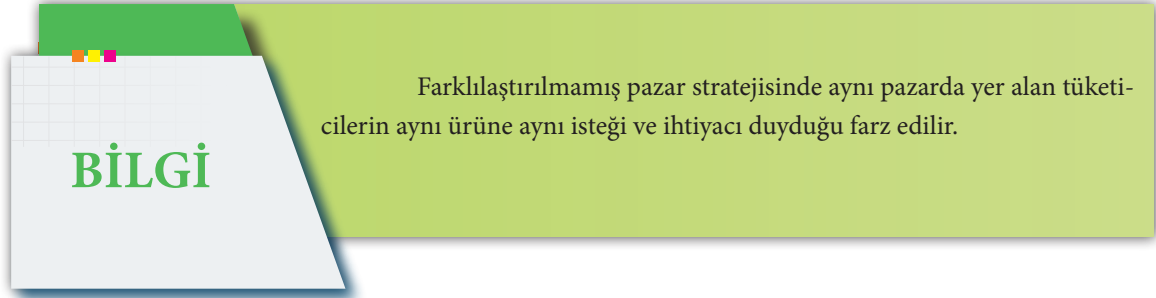 BİLGİ
Farklılaştırılmamış pazar stratejisinde aynı pazarda yer alan tüketi-
cilerin aynı ürüne aynı isteği ve ihtiyacı duyduğu farz edilir.